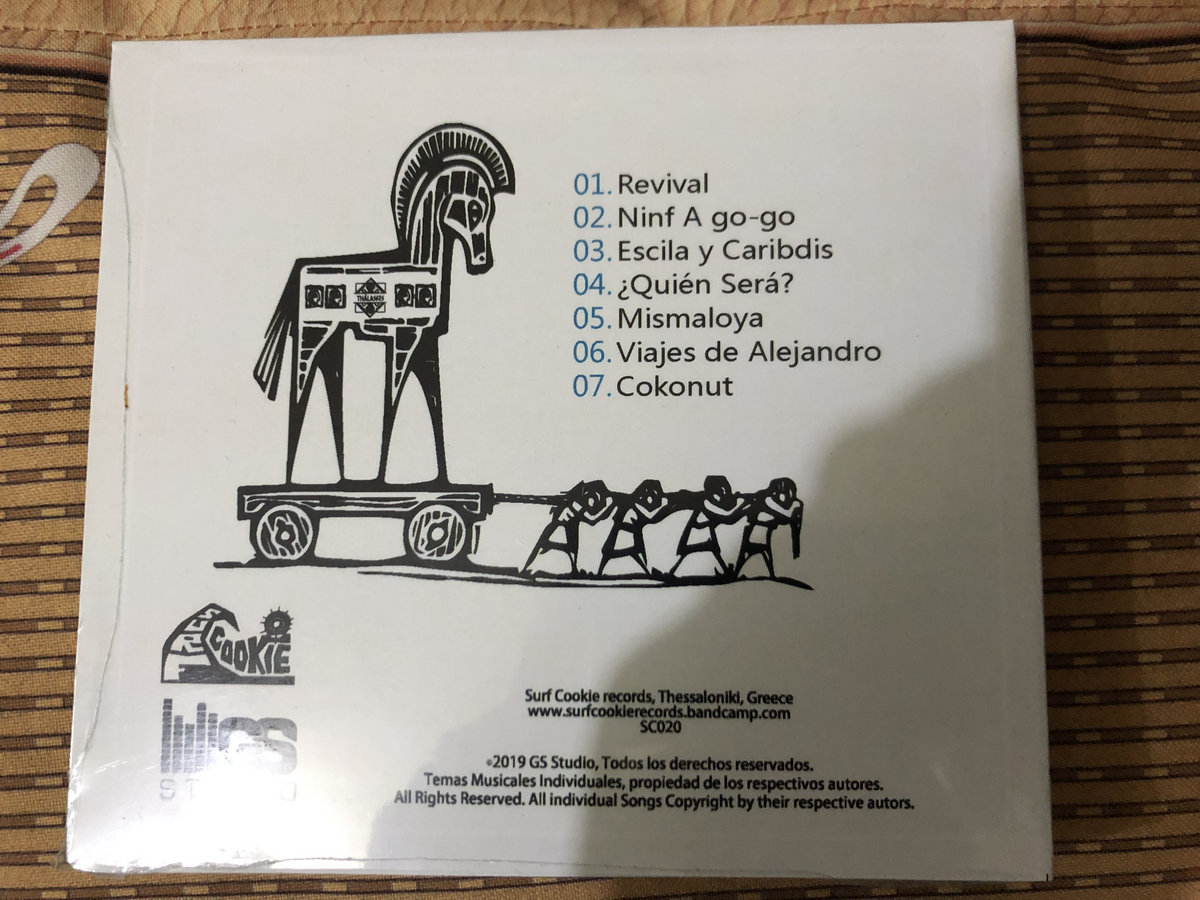 01. Revival
02. Ninf A go-go
03. Escila y Caribdis
04. ¿Quién Será?
05. Mismaloya
06. Viajes de Alejandro
07. Cokonut
THALASSES
COOKIE
GS
Surf Cookie records, Thessaloniki, Greece
www.surfcookierecords.bandcamp.com
SC020
©2019 GS Studio, Todos los derechos reservados.
Temas Musicales Individuales, propiedad de los respectivos autores.
All Rights Reserved. All individual Songs Copyright by their respective autors.